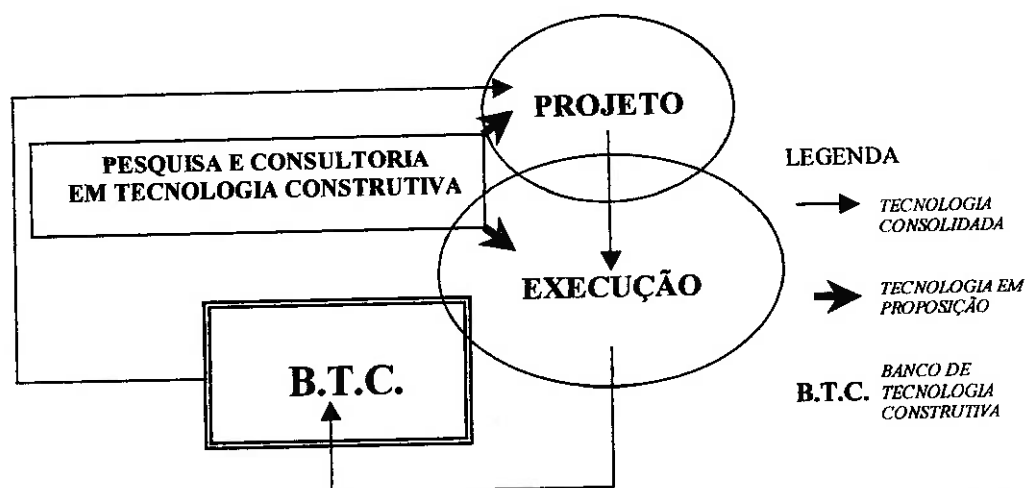 PROJETO
PESQUISA E CONSULTORIA
EM TECNOLOGIA CONSTRUTIVA
EXECUÇÃO
B.T.C.
LEGENDA
TECNOLOGIA
CONSOLIDADA
TECNOLOGIA EM
PROPOSIÇÃO
B.T.C.
BANCO DE
TECNOLOGIA
CONSTRUTIVA